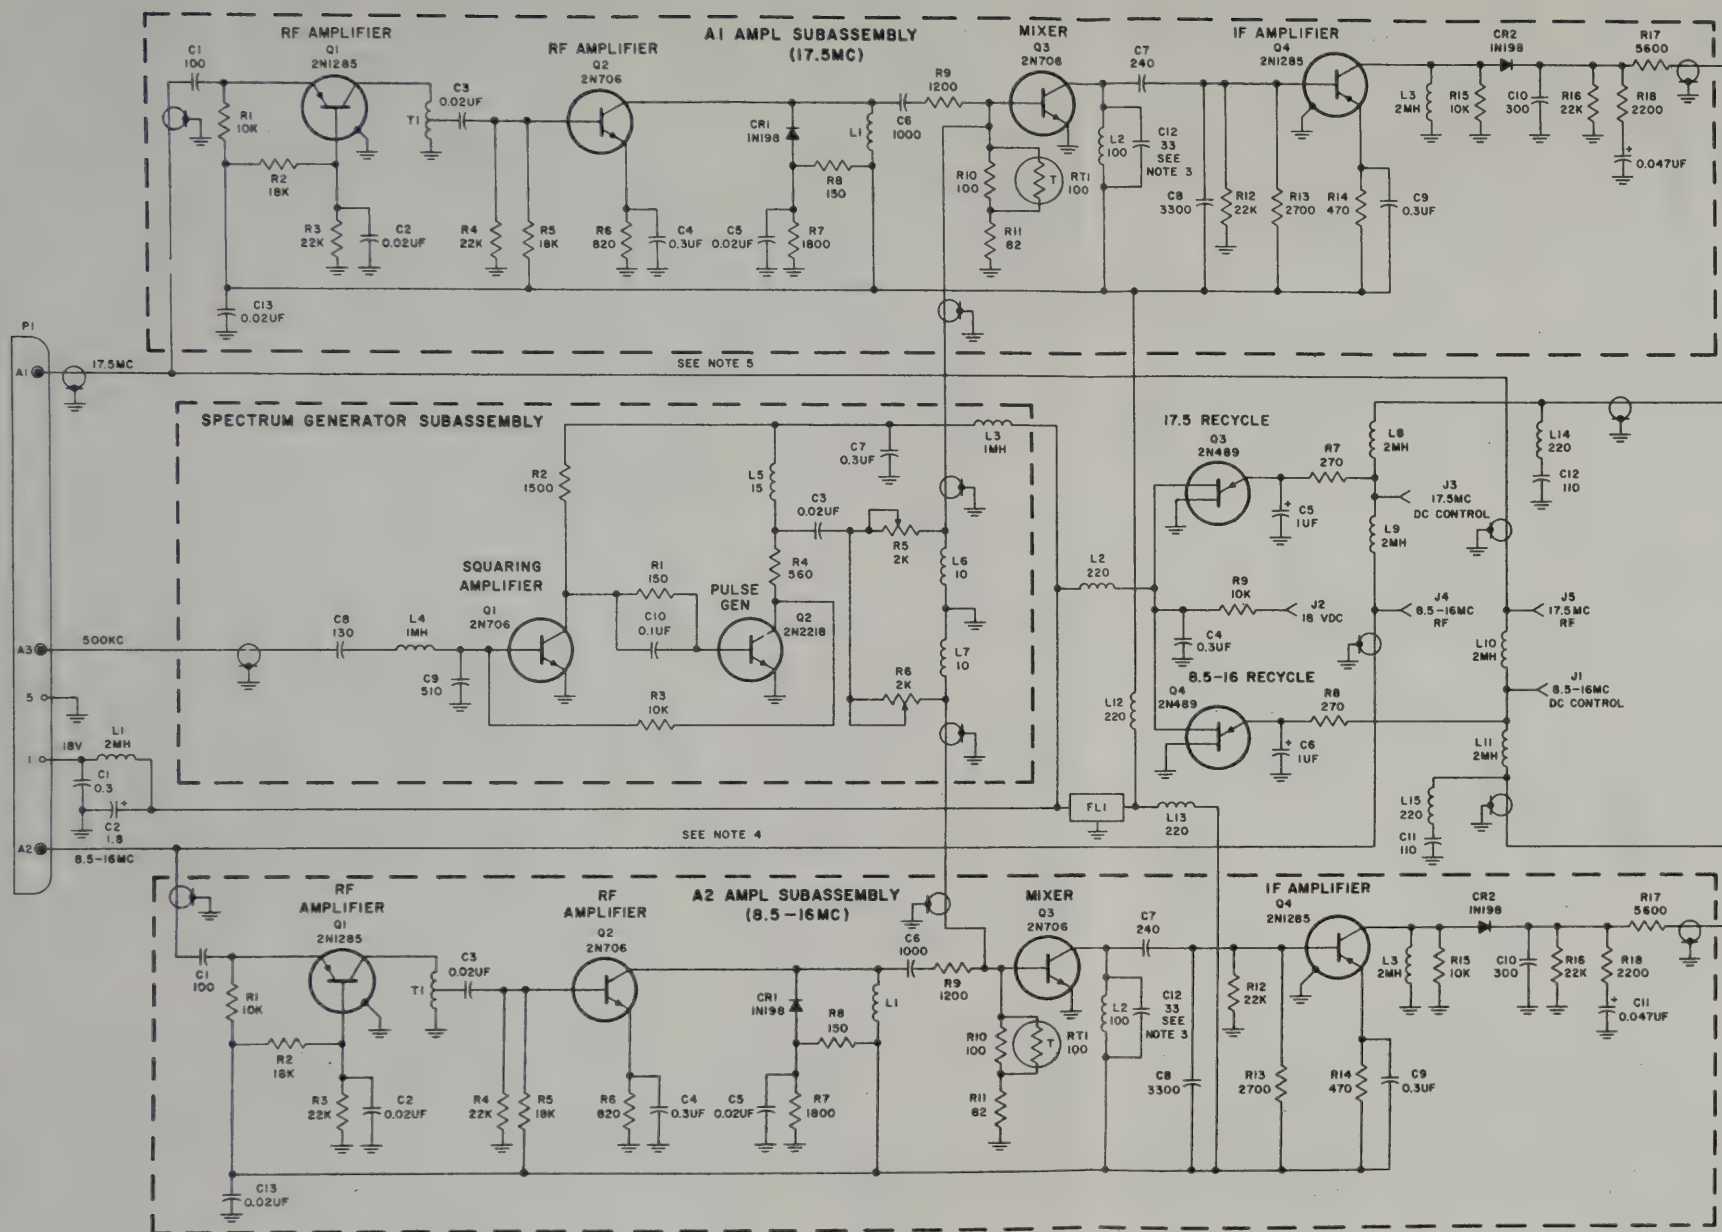 RF AMPLIFIER
Q1
2N1285
C1
100
R1
10K
R2
18K
R3
22K
C2
0.02UF
C13
0.02UF
T1
C3
0.02UF
R4
22K
R5
18K
RF AMPLIFIER
Q2
2N706
R6
820
C4
0.3UF
A1 AMPL SUBASSEMBLY
(17.5MC)
CR1
1N198
R8
150
C5
0.02UF
R7
1800
L1
C6
1000
R9
1200
R10
100
T
RT1
100
R11
82
MIXER
Q3
2N706
L2
100
C12
33
SEE
NOTE 3
C7
240
C8
3300
R12
22K
R13
2700
IF AMPLIFIER
Q4
2N1285
R14
470
C9
0.3UF
L3
2MH
R15
10K
CR2
1N198
C10
300
R16
22K
R17
5600
R18
2200
+
0.047UF
P1
A1
17.5MC
SEE NOTE 5
SPECTRUM GENERATOR SUBASSEMBLY
R2
1500
L5
15
C7
0.3UF
L3
1MH
C3
0.02UF
R5
2K
R4
560
L6
10
SQUARING
AMPLIFIER
Q1
2N706
R1
150
C10
0.1UF
PULSE
GEN
Q2
2N2218
L7
10
R6
2K
R3
10K
A3
500KC
C8
130
L4
1MH
C9
510
5
1
18V
L1
2MH
C1
0.3
+
C2
1.8
A2
8.5-16MC
SEE NOTE 4
17.5 RECYCLE
Q3
2N489
R7
270
+
C5
1UF
L8
2MH
J3
17.5MC
DC CONTROL
L9
2MH
L14
220
C12
110
L2
220
R9
10K
J2
18 VDC
C4
0.3UF
J4
8.5-16MC
RF
J5
17.5MC
RF
L10
2MH
J1
8.5-16MC
DC CONTROL
8.5-16 RECYCLE
Q4
2N489
R8
270
+
C6
1UF
L11
2MH
L12
220
FL1
L13
220
L15
220
C11
110
RF
AMPLIFIER
Q1
2N1285
C1
100
R1
10K
R2
18K
R3
22K
C2
0.02UF
C13
0.02UF
T1
C3
0.02UF
R4
22K
R5
18K
RF
AMPLIFIER
Q2
2N706
R6
820
C4
0.3UF
A2 AMPL SUBASSEMBLY
(8.5-16MC)
CR1
1N198
R8
150
C5
0.02UF
R7
1800
L1
C6
1000
R9
1200
R10
100
T
RT1
100
R11
82
MIXER
Q3
2N706
L2
100
C12
33
SEE
NOTE 3
C7
240
C8
3300
R12
22K
R13
2700
IF AMPLIFIER
Q4
2N1285
R14
470
C9
0.3UF
L3
2MH
R15
10K
CR2
1N198
C10
300
R16
22K
R17
5600
R18
2200
+
C11
0.047UF